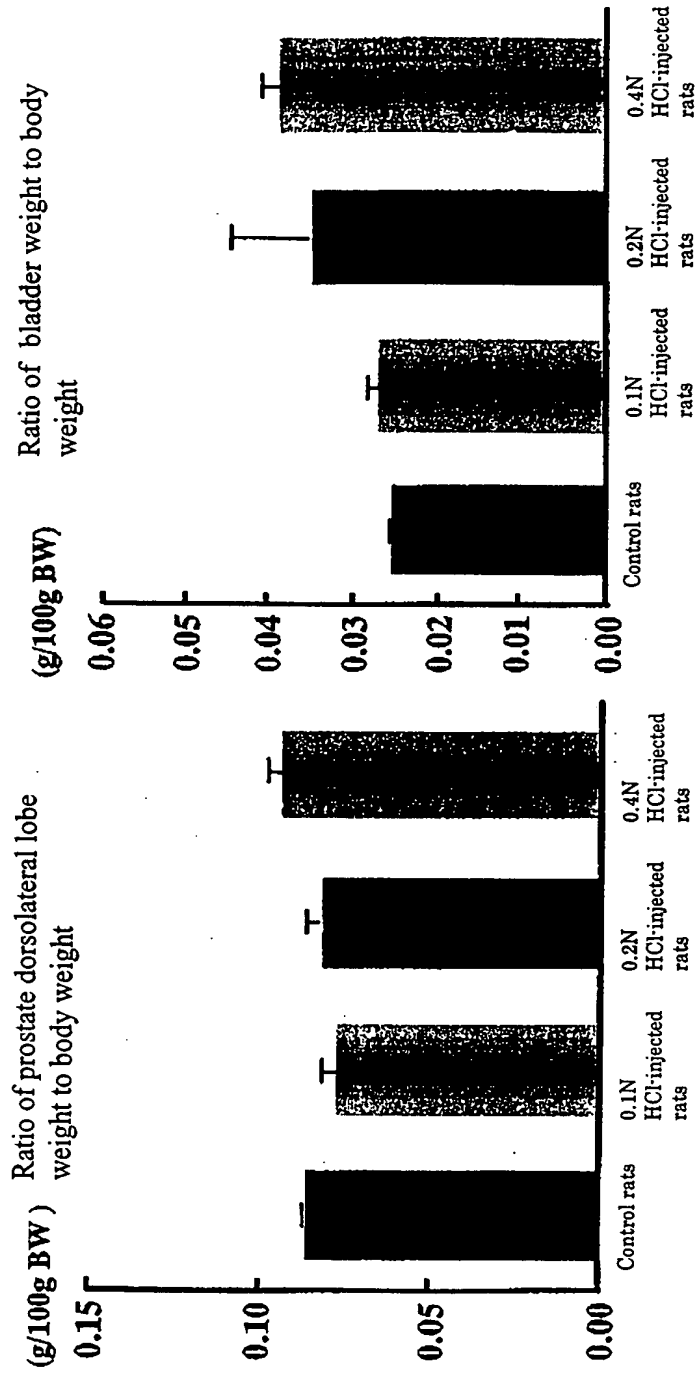 (g/100g BW )
Ratio of prostate dorsolateral lobe
weight to body weight
0.15
0.10
0.05
0.00
Control rats
0.1N
HCl-injected
rats
0.2N
HCl-injected
rats
0.4N
HCl-injected
rats
(g/100g BW)
Ratio of bladder weight to body
weight
0.06
0.05
0.04
0.03
0.02
0.01
0.00
Control rats
0.1N
HCl-injected
rats
0.2N
HCl-injected
rats
0.4N
HCl-injected
rats